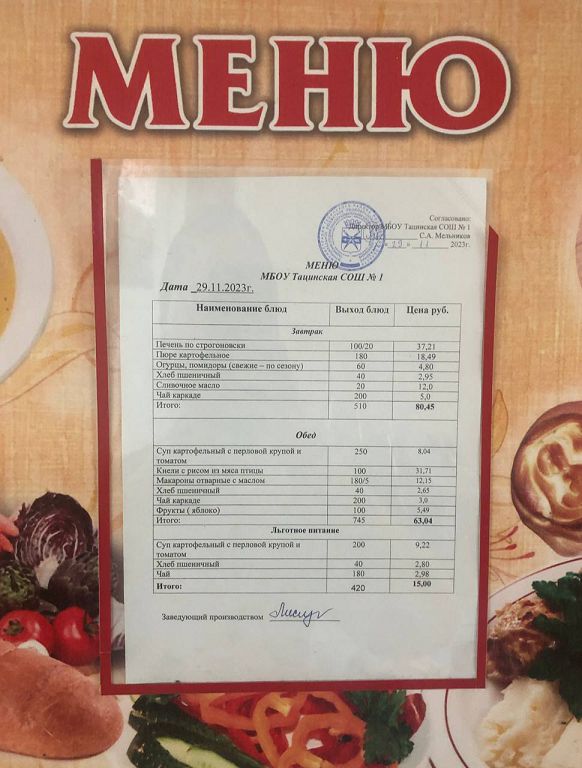 МЕНЮ
Согласовано:
Директор МБОУ Тацинская СОШ № 1
С.А. Мельников
« 29 » 11 2023г.
МЕНЮ
МБОУ Тацинская СОШ № 1
Дата _29.11.2023г.
Наименование блюд Выход блюд Цена руб.
Завтрак
Печень по строгоновски 100/20 37,21
Пюре картофельное 180 18,49
Огурцы, помидоры (свежие – по сезону) 60 4,80
Хлеб пшеничный 40 2,95
Сливочное масло 20 12,0
Чай каркаде 200 5,0
Итого: 510 80,45
Обед
Суп картофельный с перловой крупой и 250 8,04
томатом
Кнели с рисом из мяса птицы 100 31,71
Макароны отварные с маслом 180/5 12,15
Хлеб пшеничный 40 2,65
Чай каркаде 200 3,0
Фрукты ( яблоко) 100 5,49
Итого: 745 63,04
Льготное питание
Суп картофельный с перловой крупой и 200 9,22
томатом
Хлеб пшеничный 40 2,80
Чай 180 2,98
Итого: 420 15,00
Заведующий производством